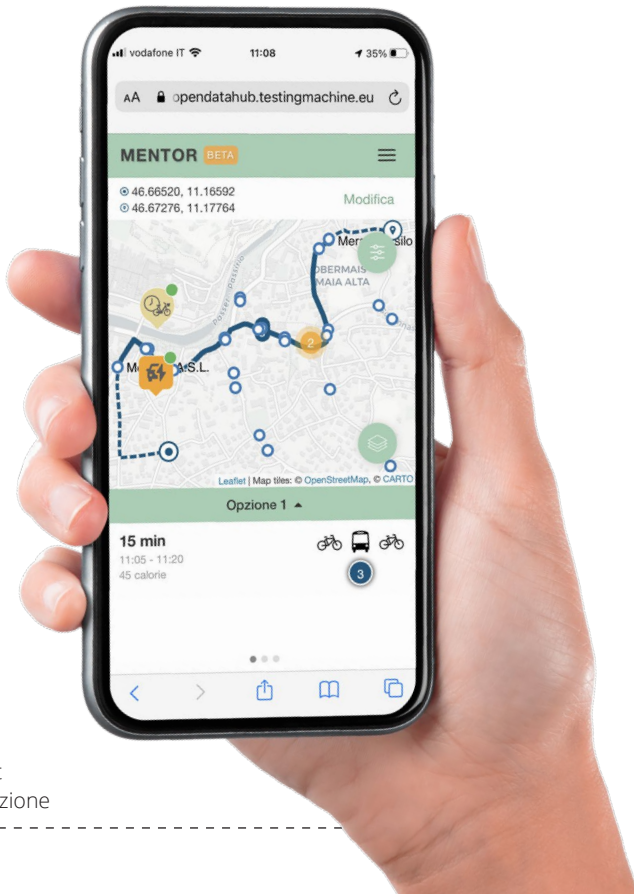 vodafone IT 11:08 35%
AA opendatahub.testingmachine.eu
MENTOR BETA
46.66520, 11.16592
46.67276, 11.17764
Modifica
OBERMAIS
MAIA ALTA
Passer - Passirio
2
A.S.L.
Leaflet | Map tiles: © OpenStreetMap, © CARTO
Opzione 1
15 min
11:05 - 11:20
45 calorie
3